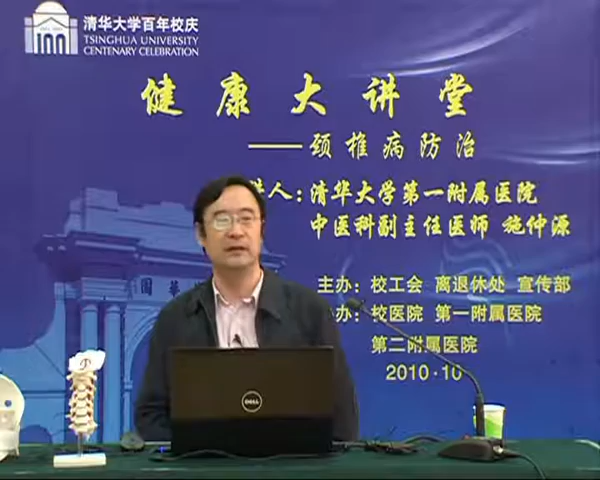 清华大学百年校庆
TSINGHUA UNIVERSITY
CENTENARY CELEBRATION
健康大讲堂
——颈椎病防治
讲人：清华大学第一附属医院
中医科副主任医师 施仲源
主办：校工会 离退休处 宣传部
办：校医院 第一附属医院
第二附属医院
2010·10
華園
DELL